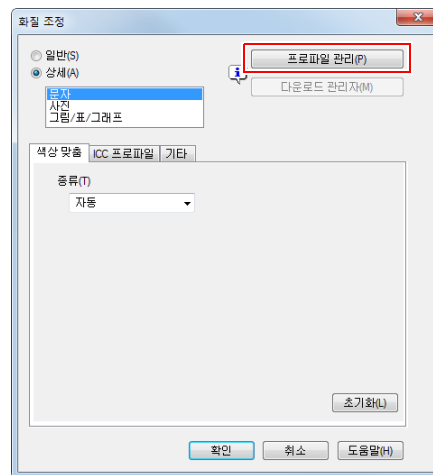 화질 조정
일반(S)
상세(A)
프로파일 관리(P)
다운로드 관리자(M)
문자
사진
그림/표/그래프
색상 맞춤 ICC 프로파일 기타
종류(T)
자동
초기화(L)
확인 취소 도움말(H)